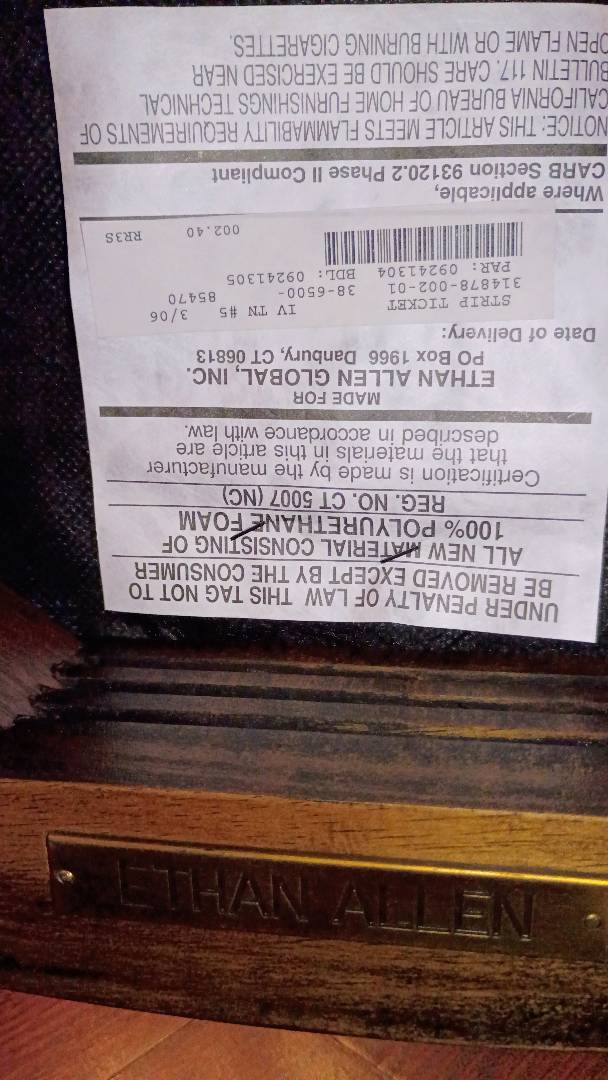 UNDER PENALTY OF LAW THIS TAG NOT TO
BE REMOVED EXCEPT BY THE CONSUMER
ALL NEW MATERIAL CONSISTING OF
100% POLYURETHANE FOAM
REG. NO. CT 5007 (NC)
Certification is made by the manufacturer
that the materials in this article are
described in accordance with law.
MADE FOR
ETHAN ALLEN GLOBAL, INC.
PO Box 1966 Danbury, CT 06813
Date of Delivery:
STRIP TICKET IV TN #5 3/06
314878-002-01 38-6500- 85470
PAR: 09241304 BDL: 09241305
002.40 RR3S
Where applicable,
CARB Section 93120.2 Phase II Compliant
NOTICE: THIS ARTICLE MEETS FLAMMABILITY REQUIREMENTS OF
CALIFORNIA BUREAU OF HOME FURNISHINGS TECHNICAL
BULLETIN 117. CARE SHOULD BE EXERCISED NEAR
OPEN FLAME OR WITH BURNING CIGARETTES.
ETHAN ALLEN